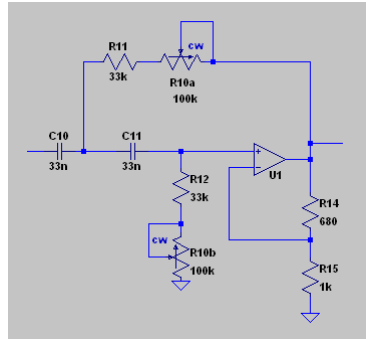 R11
33k
cw
R10a
100k
C10
33n
C11
33n
R12
33k
cw
R10b
100k
+
−
U1
R14
680
R15
1k